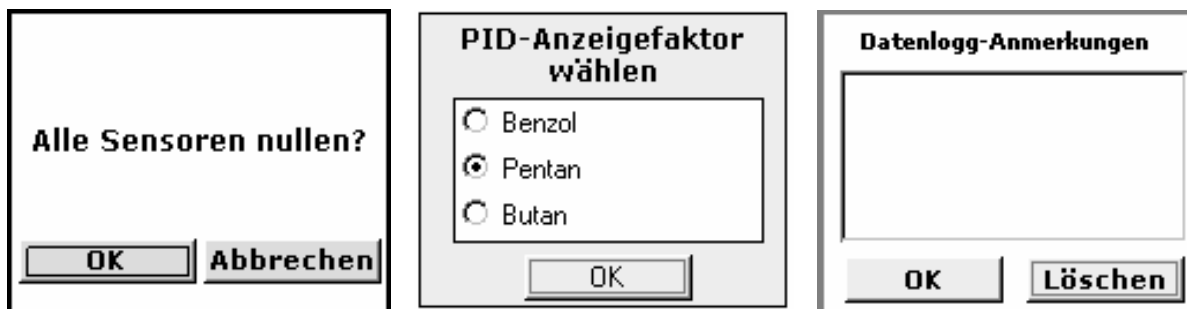 Alle Sensoren nullen?
OK
Abbrechen
PID-Anzeigefaktor
wählen
Benzol
Pentan
Butan
OK
Datenlogg-Anmerkungen
OK
Löschen